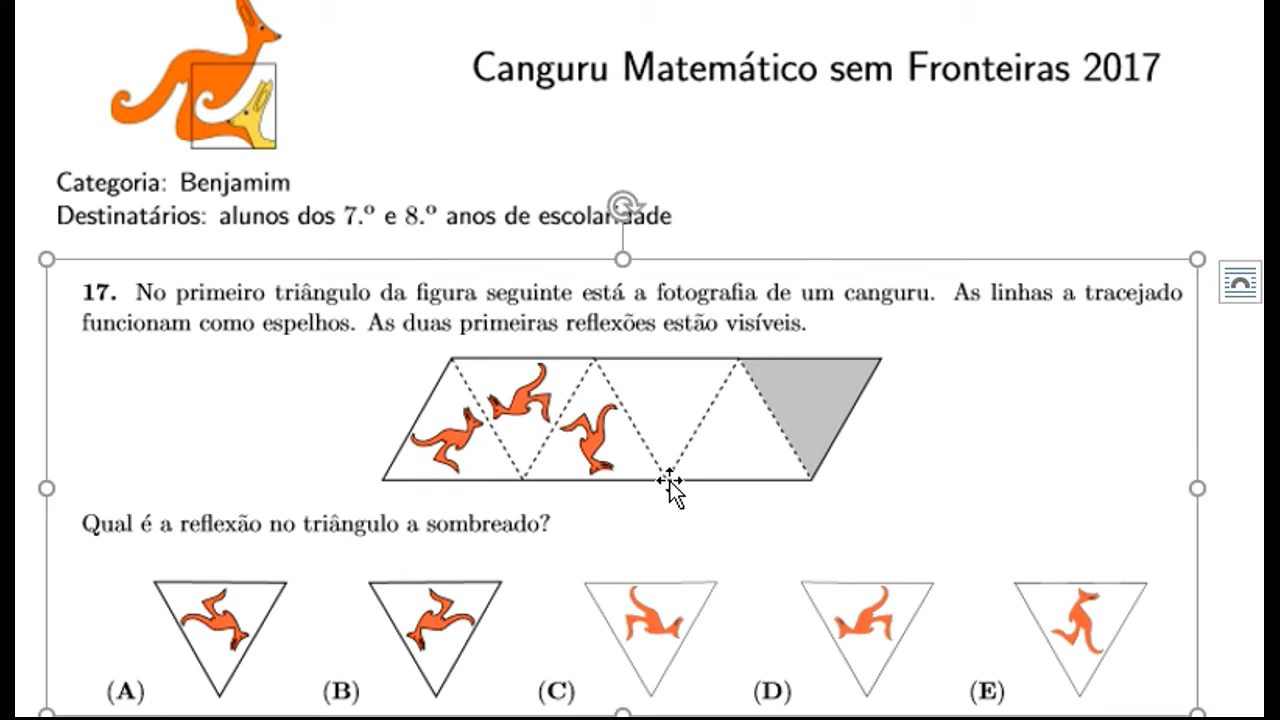 Canguru Matemático sem Fronteiras 2017
Categoria: Benjamim
Destinatários: alunos dos 7.º e 8.º anos de escolaridade
17. No primeiro triângulo da figura seguinte está a fotografia de um canguru. As linhas a tracejado
funcionam como espelhos. As duas primeiras reflexões estão visíveis.
Qual é a reflexão no triângulo a sombreado?
(A) (B) (C) (D) (E)